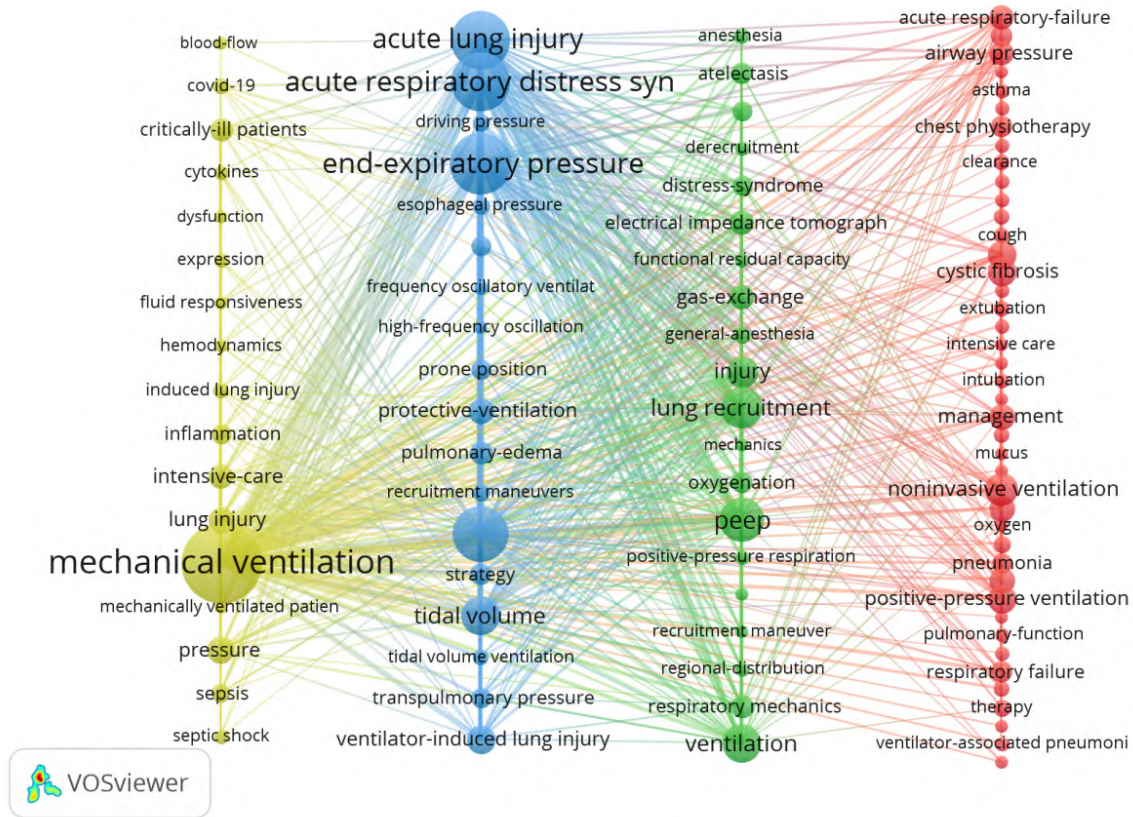 blood-flow
covid-19
critically-ill patients
cytokines
dysfunction
expression
fluid responsiveness
hemodynamics
induced lung injury
inflammation
intensive-care
lung injury
mechanical ventilation
mechanically ventilated patien
pressure
sepsis
septic shock
acute lung injury
acute respiratory distress syn
driving pressure
end-expiratory pressure
esophageal pressure
frequency oscillatory ventilat
high-frequency oscillation
prone position
protective-ventilation
pulmonary-edema
recruitment maneuvers
strategy
tidal volume
tidal volume ventilation
transpulmonary pressure
ventilator-induced lung injury
anesthesia
atelectasis
derecruitment
distress-syndrome
electrical impedance tomograph
functional residual capacity
gas-exchange
general-anesthesia
injury
lung recruitment
mechanics
oxygenation
peep
positive-pressure respiration
recruitment maneuver
regional-distribution
respiratory mechanics
ventilation
acute respiratory-failure
airway pressure
asthma
chest physiotherapy
clearance
cough
cystic fibrosis
extubation
intensive care
intubation
management
mucus
noninvasive ventilation
oxygen
pneumonia
positive-pressure ventilation
pulmonary-function
respiratory failure
therapy
ventilator-associated pneumoni
VOSviewer